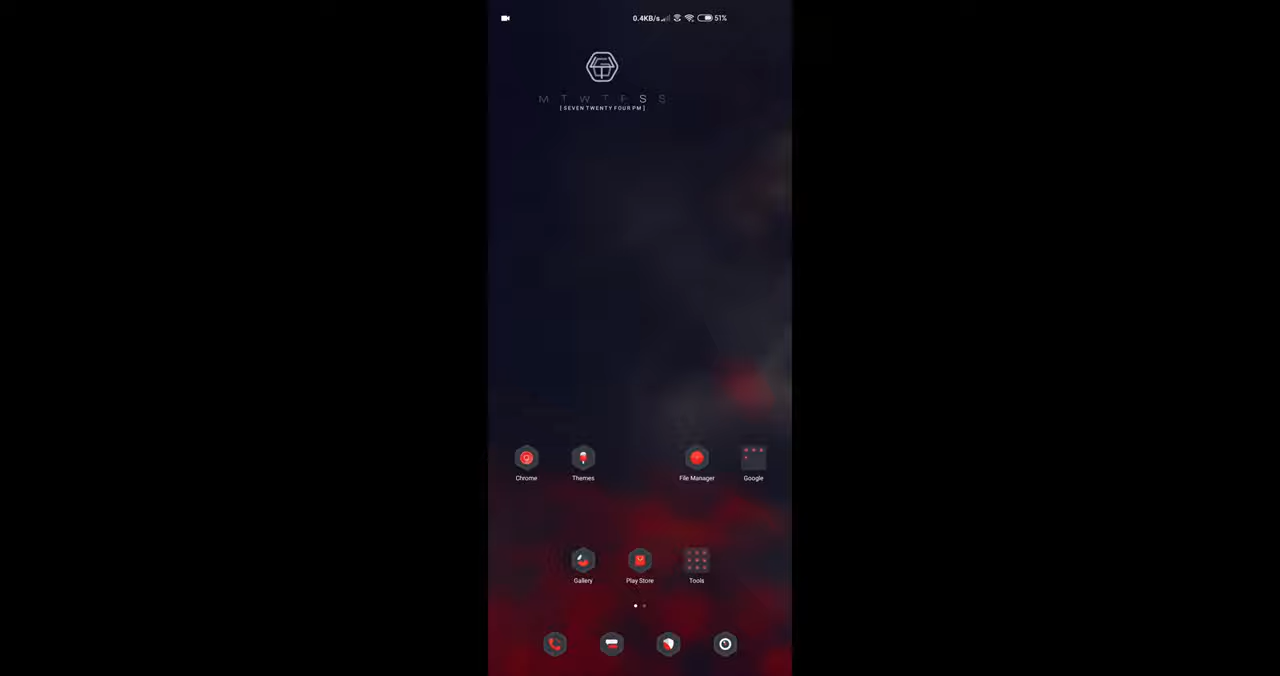 0.4KB/s 51%
M T W T F S S
[ SEVEN TWENTY FOUR PM ]
Chrome Themes File Manager Google
Gallery Play Store Tools